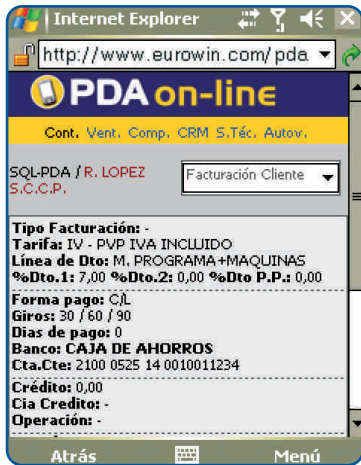 Internet Explorer
http://www.eurowin.com/pda
PDA on-line
Cont. Vent. Comp. CRM S.Téc. Autov.
SQL-PDA / R. LOPEZ S.C.C.P.
Facturación Cliente
Tipo Facturación: -
Tarifa: IV - PVP IVA INCLUIDO
Línea de Dto: M. PROGRAMA+MAQUINAS
%Dto.1: 7,00 %Dto.2: 0,00 %Dto P.P.: 0,00
Forma pago: C/L
Giros: 30 / 60 / 90
Dias de pago: 0
Banco: CAJA DE AHORROS
Cta.Cte: 2100 0525 14 0010011234
Crédito: 0,00
Cia Credito: -
Operación: -
Atrás
Menú